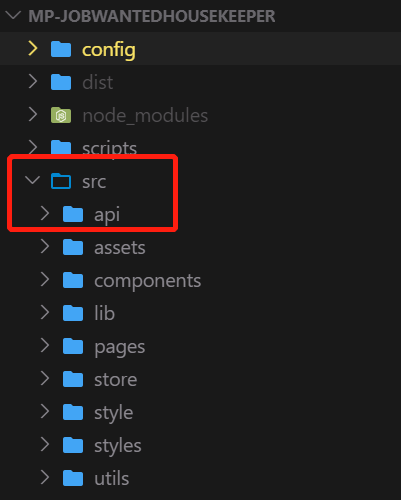 MP-JOBWANTEDHOUSEKEEPER
config
dist
node_modules
scripts
src
api
assets
components
lib
pages
store
style
styles
utils